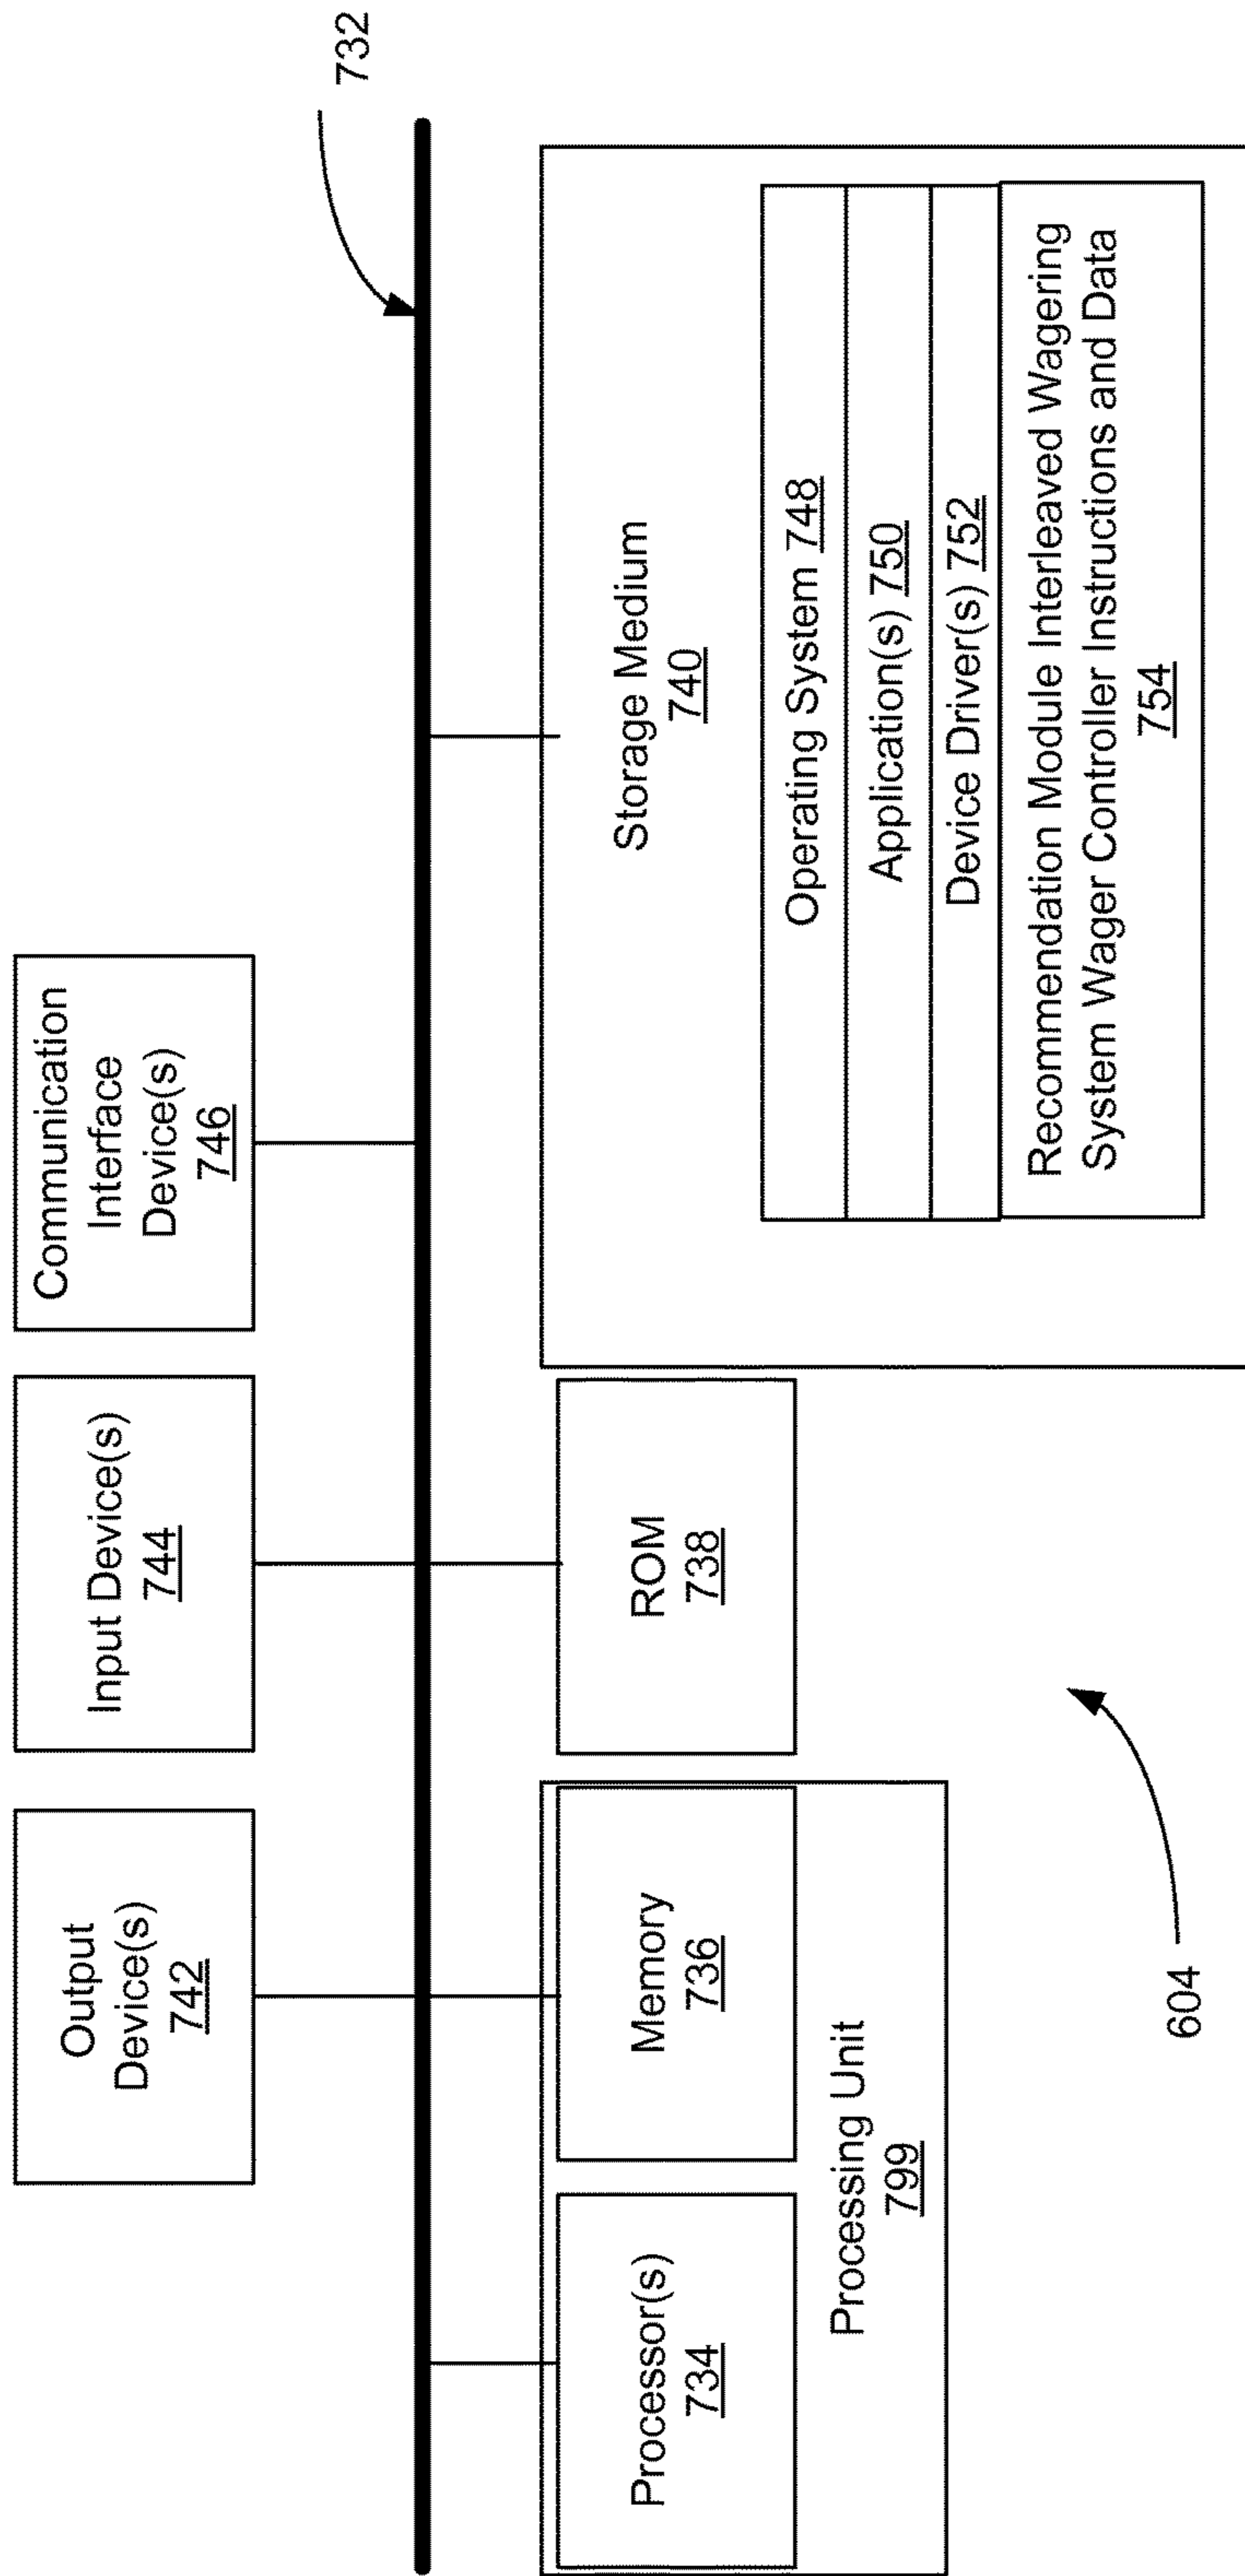 732
Output
Device(s)
742
Input Device(s)
744
Communication
Interface
Device(s)
746
Processor(s)
734
Memory
736
Processing Unit
799
ROM
738
Storage Medium
740
Operating System 748
Application(s) 750
Device Driver(s) 752
Recommendation Module Interleaved Wagering
System Wager Controller Instructions and Data
754
604